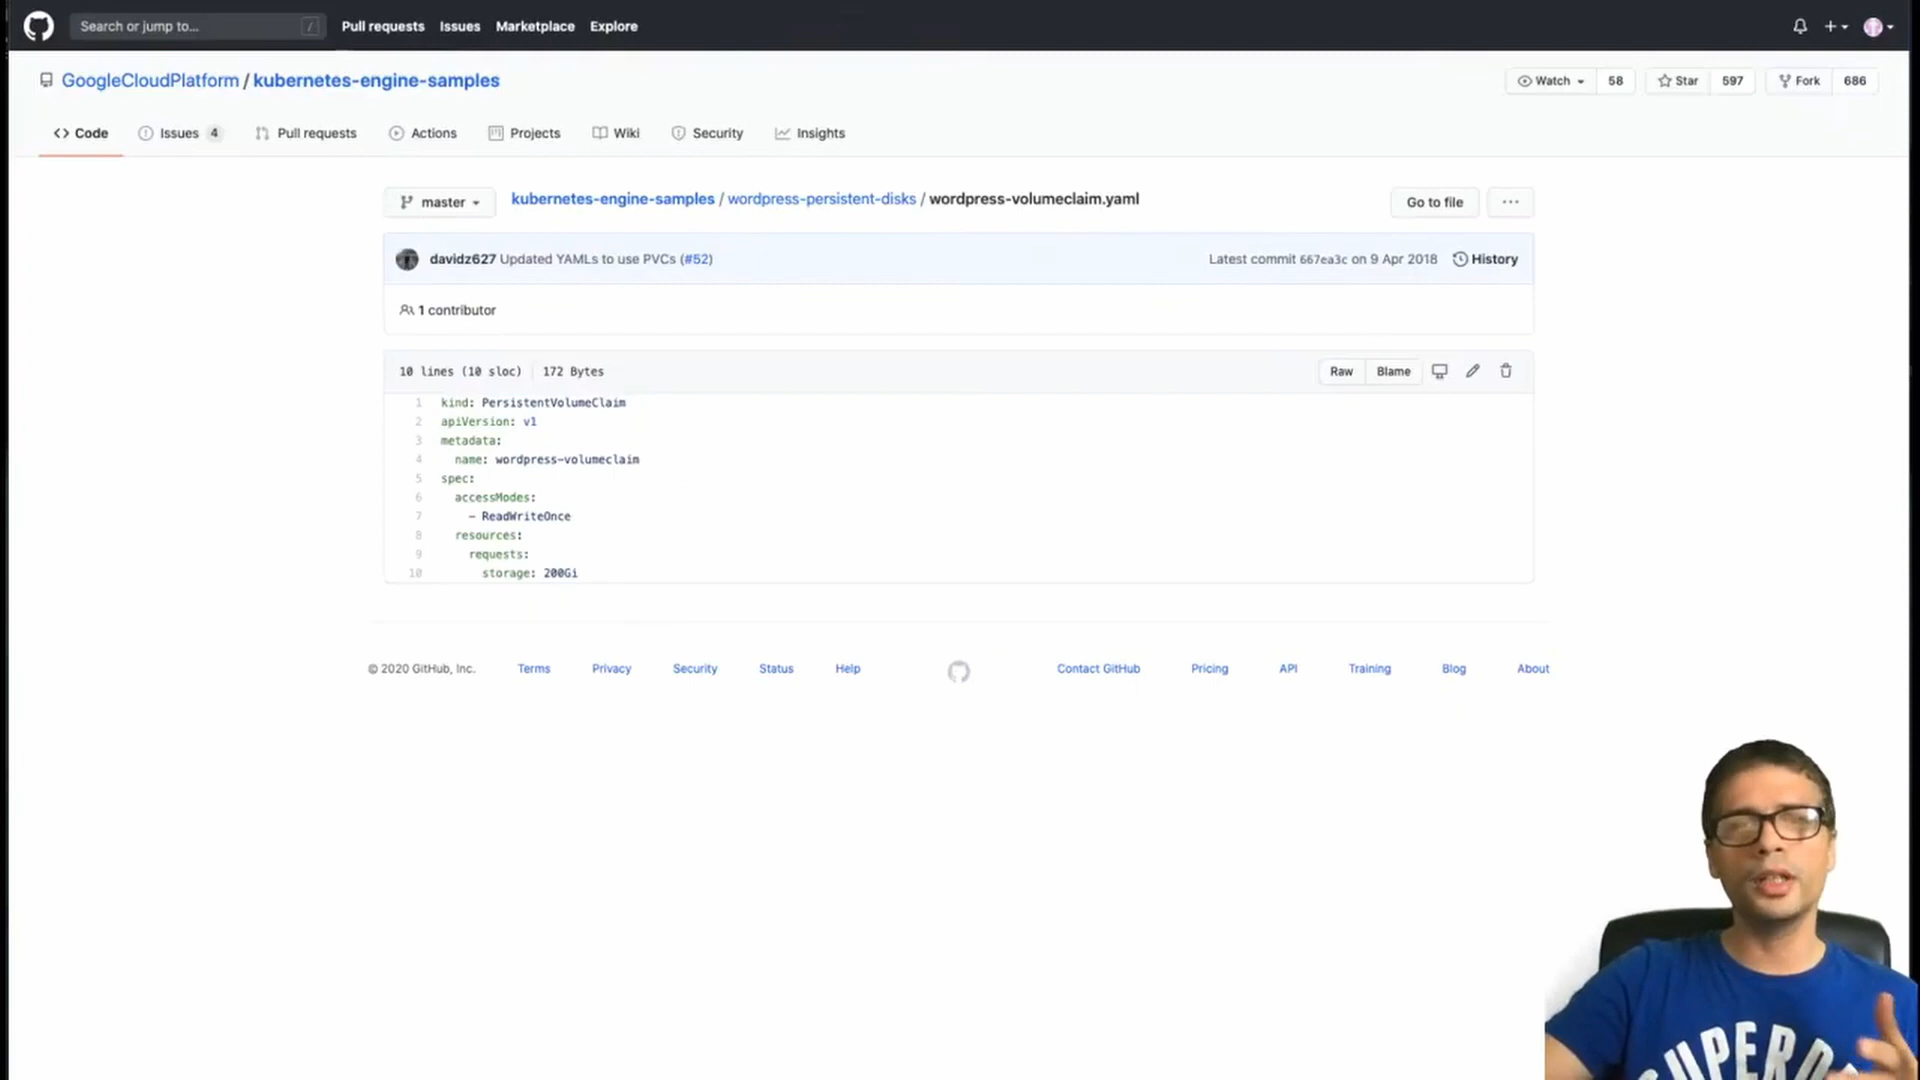 Search or jump to... /
Pull requests Issues Marketplace Explore
GoogleCloudPlatform / kubernetes-engine-samples
Watch 58 Star 597 Fork 686
Code Issues 4 Pull requests Actions Projects Wiki Security Insights
master kubernetes-engine-samples / wordpress-persistent-disks / wordpress-volumeclaim.yaml Go to file ...
davidz627 Updated YAMLs to use PVCs (#52) Latest commit 667ea3c on 9 Apr 2018 History
1 contributor
10 lines (10 sloc) 172 Bytes Raw Blame
1 kind: PersistentVolumeClaim
2 apiVersion: v1
3 metadata:
4 name: wordpress-volumeclaim
5 spec:
6 accessModes:
7 - ReadWriteOnce
8 resources:
9 requests:
10 storage: 200Gi
© 2020 GitHub, Inc. Terms Privacy Security Status Help Contact GitHub Pricing API Training Blog About